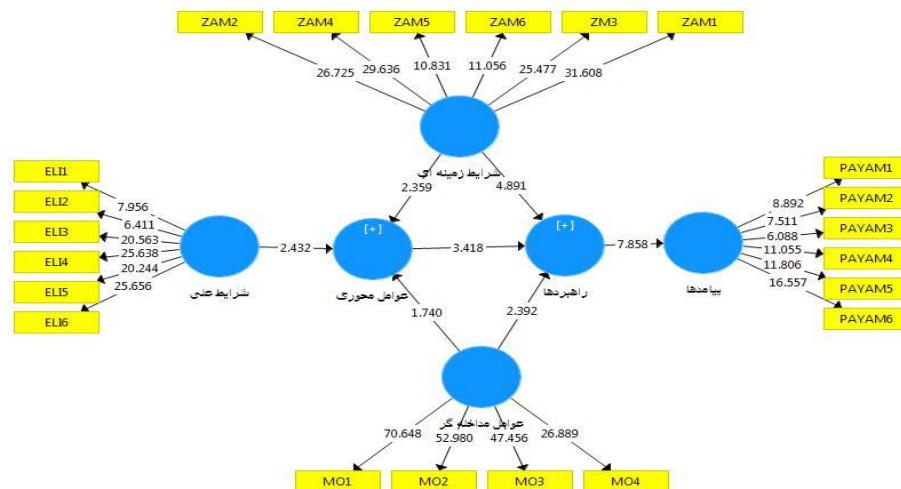 ZAM2 ZAM4 ZAM5 ZAM6 ZM3 ZAM1
26.725 29.636 10.831 11.056 25.477 31.608
شرایط زمینه ای
2.359 4.891
ELI1
ELI2
ELI3
ELI4
ELI5
ELI6
7.956
6.411
20.563
25.638
20.244
25.656
شرایط علی
2.432
[+]
عوامل محوری
3.418
[+]
راهبردها
7.858
پیامدها
8.892
7.511
6.088
11.055
11.806
16.557
PAYAM1
PAYAM2
PAYAM3
PAYAM4
PAYAM5
PAYAM6
1.740 2.392
عوامل مداخله گر
70.648 52.980 47.456 26.889
MO1 MO2 MO3 MO4